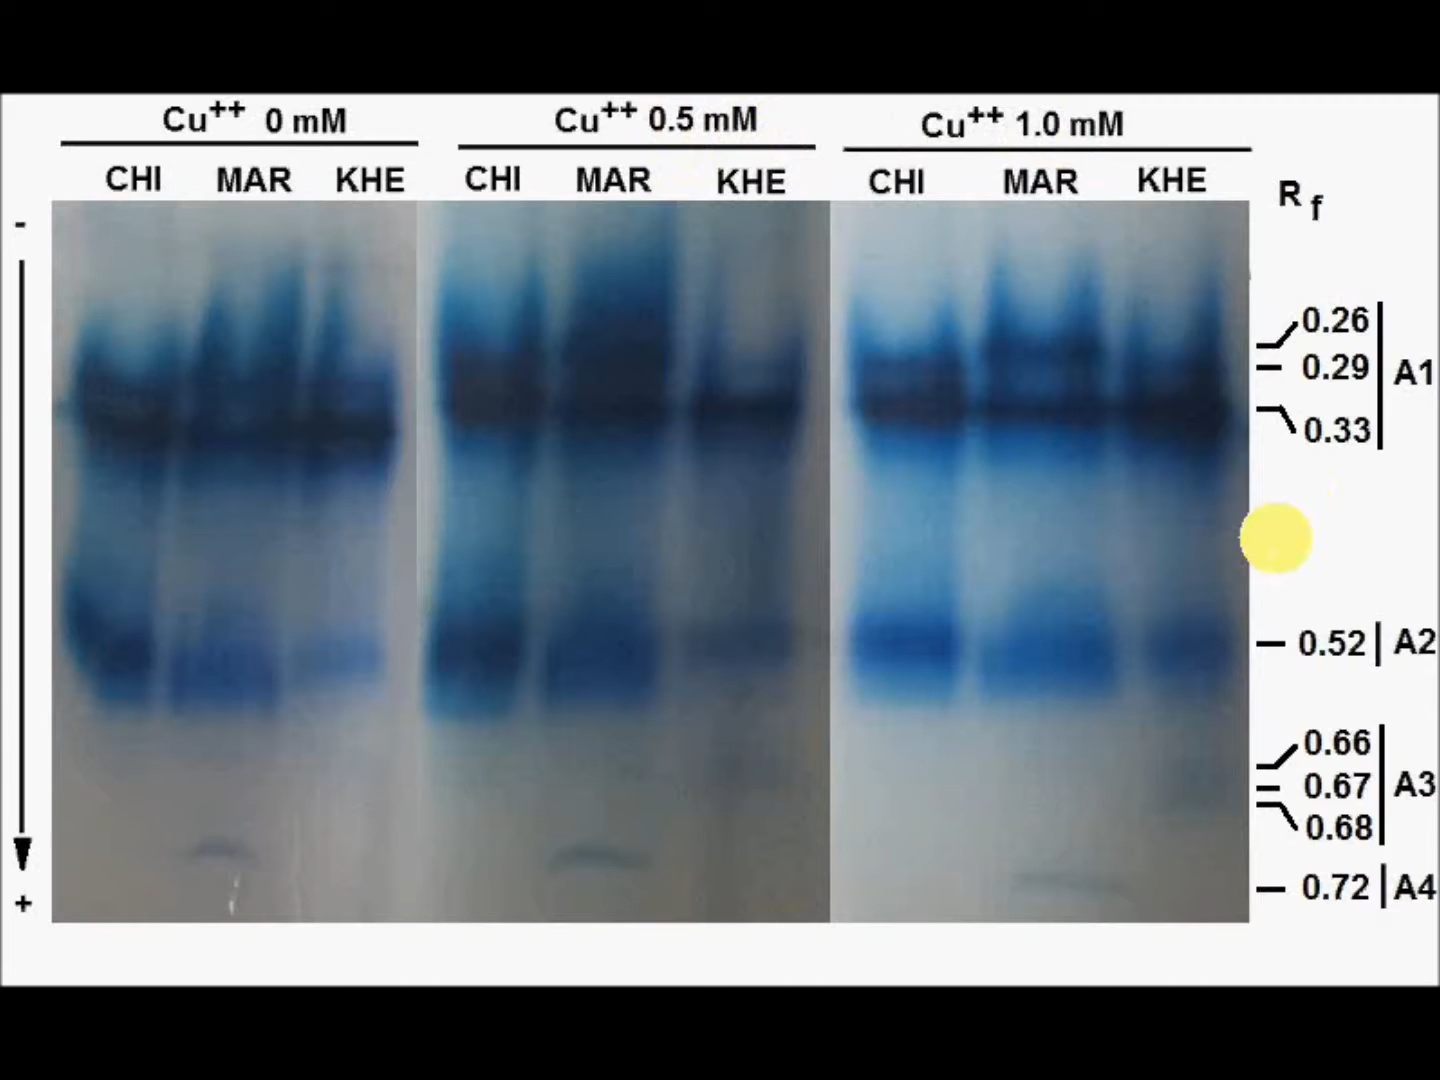 Cu++ 0 mM
Cu++ 0.5 mM
Cu++ 1.0 mM
CHI MAR KHE
CHI MAR KHE
CHI MAR KHE
Rf
-
+
0.26
0.29
0.33
A1
0.52
A2
0.66
0.67
0.68
A3
0.72
A4